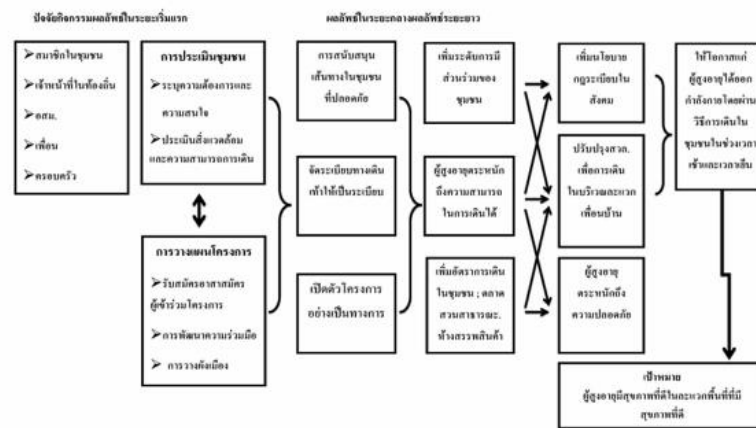 ปัจจัยกิจกรรมผลลัพธ์ในระยะเริ่มแรก
ผลลัพธ์ในระยะกลางผลลัพธ์ระยะยาว
➢สมาชิกในชุมชน
➢เจ้าหน้าที่ในท้องถิ่น
➢อสม.
➢เพื่อน
➢ครอบครัว
การประเมินชุมชน
➢ระบุความต้องการและ
ความสนใจ
➢ประเมินสิ่งแวดล้อม
และความสามารถการเดิน
การวางแผนโครงการ
➢รับสมัครอาสาสมัคร
ผู้เข้าร่วมโครงการ
➢การพัฒนาความร่วมมือ
➢การวางผังเมือง
การสนับสนุน
เส้นทางในชุมชน
ที่ปลอดภัย
จัดระเบียบทางเดิน
เท้าให้เป็นระเบียบ
เปิดตัวโครงการ
อย่างเป็นทางการ
เพิ่มระดับการมี
ส่วนร่วมของ
ชุมชน
ผู้สูงอายุตระหนัก
ถึงความสามารถ
ในการเดินได้
เพิ่มอัตราการเดิน
ในชุมชน ; ตลาด
สวนสาธารณะ.
ห้างสรรพสินค้า
เพิ่มนโยบาย
กฎระเบียบใน
สังคม
ปรับปรุงสวล.
เพื่อการเดิน
ในบริเวณละแวก
เพื่อนบ้าน
ผู้สูงอายุ
ตระหนักถึง
ความปลอดภัย
ให้โอกาสแก่
ผู้สูงอายุได้ออก
กำลังกายโดยผ่าน
วิธีการเดินใน
ชุมชนในช่วงเวลา
เช้าและเวลาเย็น
เป้าหมาย
ผู้สูงอายุมีสุขภาพที่ดีในละแวกพื้นที่ที่มี
สุขภาพที่ดี